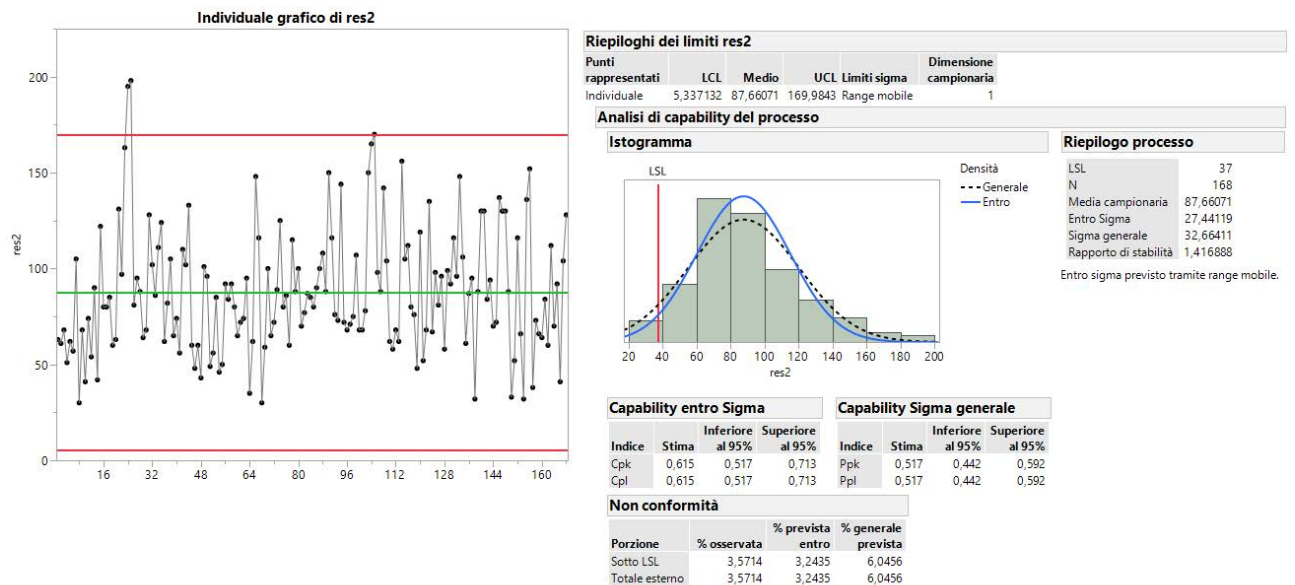 Individuale grafico di res2
200
150
100
50
0
res2
16 32 48 64 80 96 112 128 144 160
Riepiloghi dei limiti res2
Punti rappresentati LCL Medio UCL Limiti sigma Dimensione campionaria
Individuale 5,337132 87,66071 169,9843 Range mobile 1
Analisi di capability del processo
Istogramma
LSL
20 40 60 80 100 120 140 160 180 200
res2
Densità
Generale
Entro
Riepilogo processo
LSL 37
N 168
Media campionaria 87,66071
Entro Sigma 27,44119
Sigma generale 32,66411
Rapporto di stabilità 1,416888
Entro sigma previsto tramite range mobile.
Capability entro Sigma
Indice Stima Inferiore al 95% Superiore al 95%
Cpk 0,615 0,517 0,713
Cpl 0,615 0,517 0,713
Capability Sigma generale
Indice Stima Inferiore al 95% Superiore al 95%
Ppk 0,517 0,442 0,592
Ppl 0,517 0,442 0,592
Non conformità
Porzione % osservata % prevista entro % generale prevista
Sotto LSL 3,5714 3,2435 6,0456
Totale esterno 3,5714 3,2435 6,0456